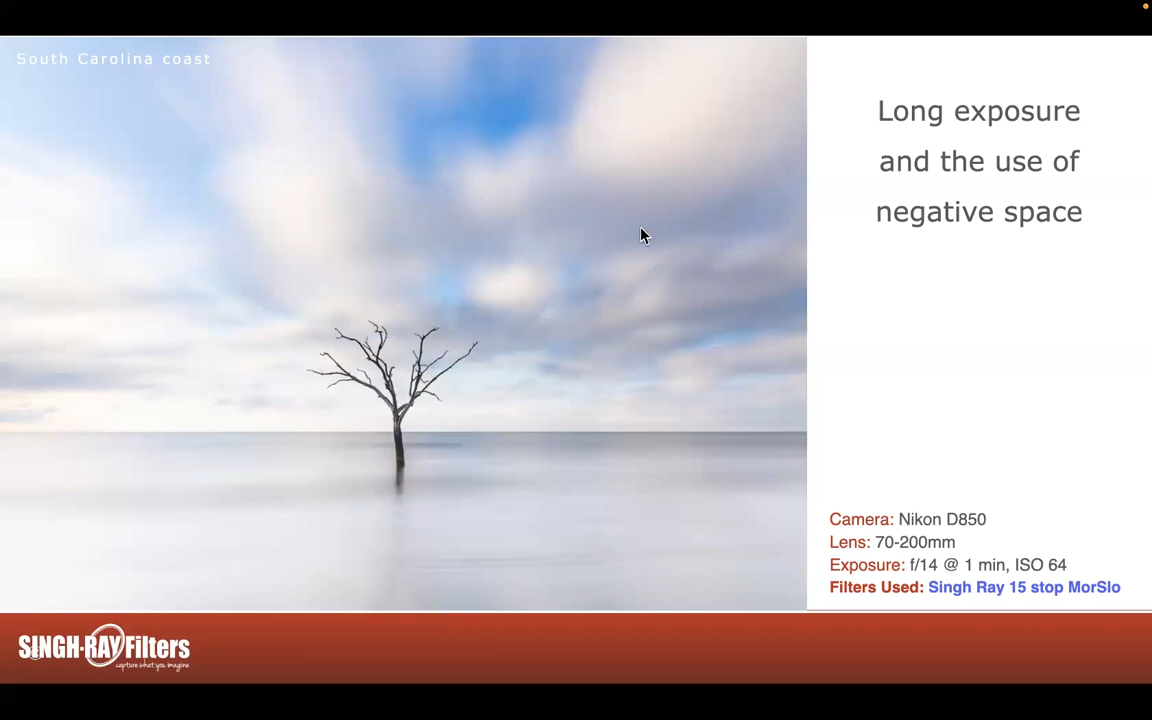 South Carolina coast
Long exposure
and the use of
negative space
Camera: Nikon D850
Lens: 70-200mm
Exposure: f/14 @ 1 min, ISO 64
Filters Used: Singh Ray 15 stop MorSlo
SINGH-RAY Filters
capture what you imagine